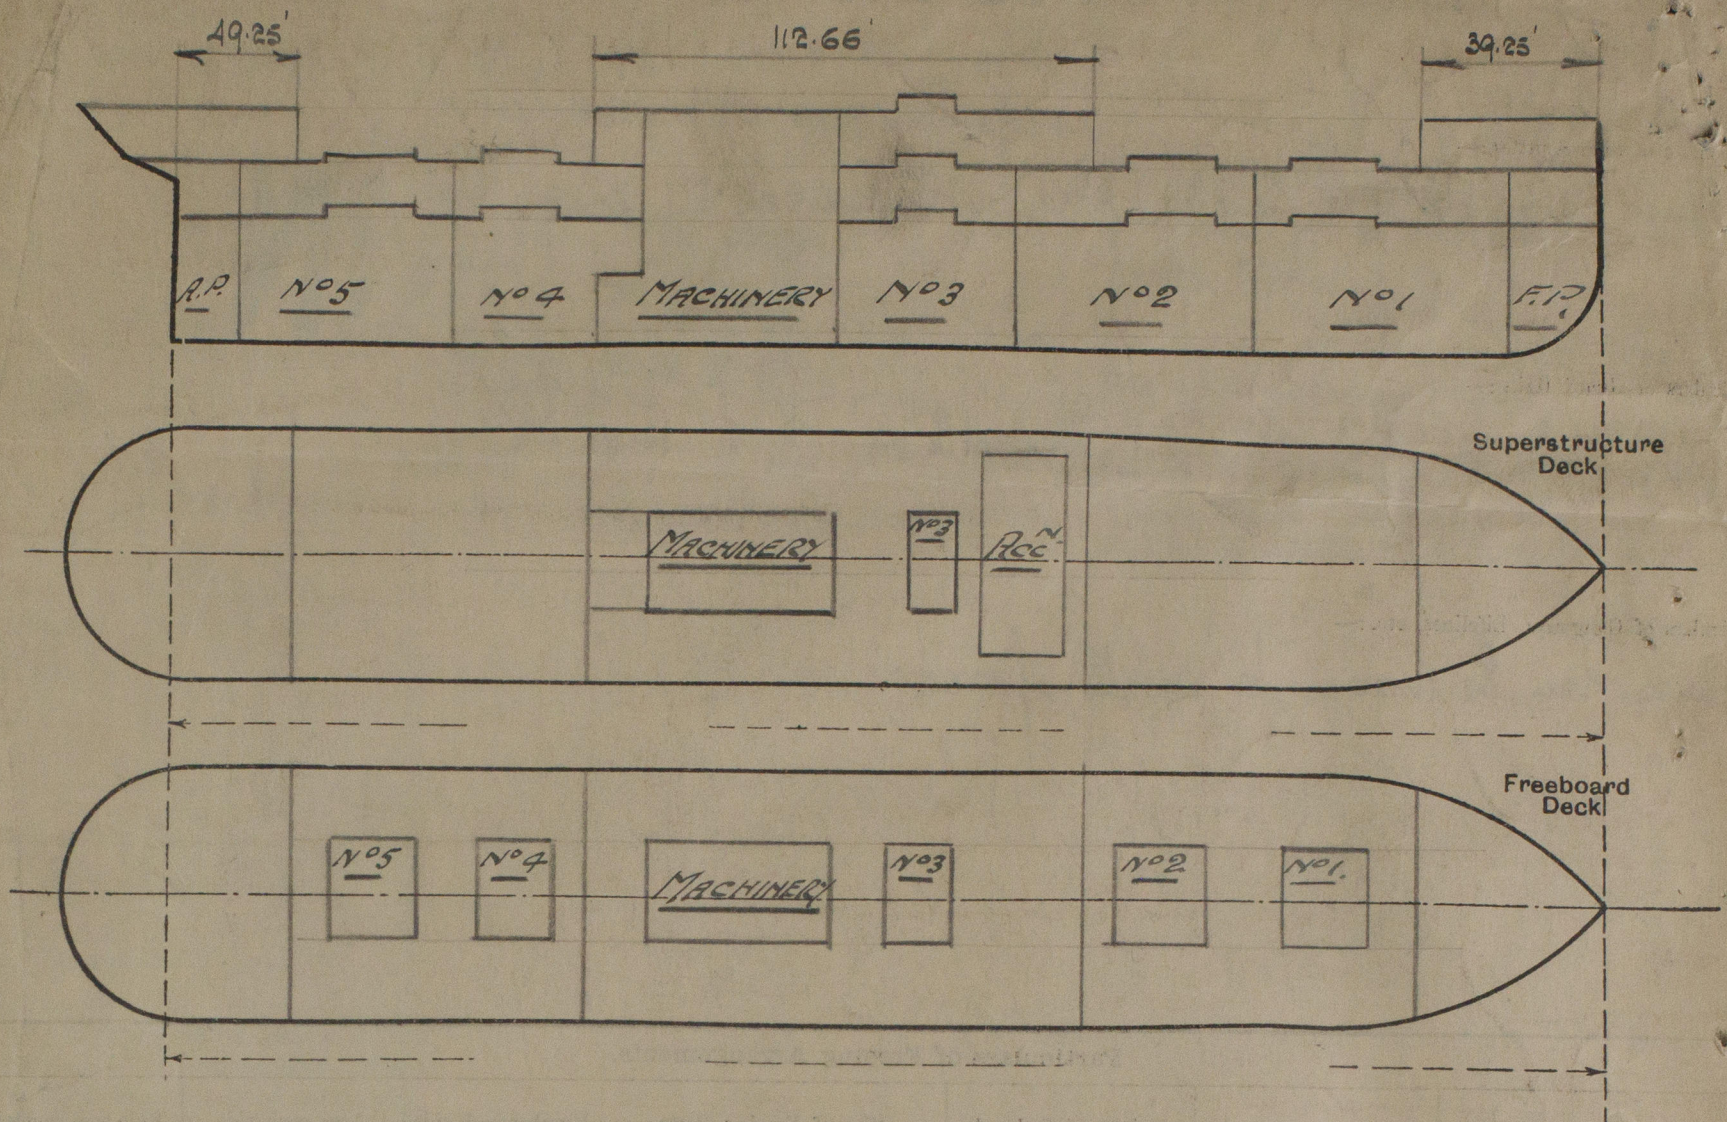 49·25'
112·66'
39·25'
A.P.
Nº5
Nº4
MACHINERY
Nº3
Nº2
Nº1
F.P.
Superstructure
Deck
MACHINERY
Nº3
Accᴺ.
Freeboard
Deck
Nº5
Nº4
MACHINERY
Nº3
Nº2
Nº1.